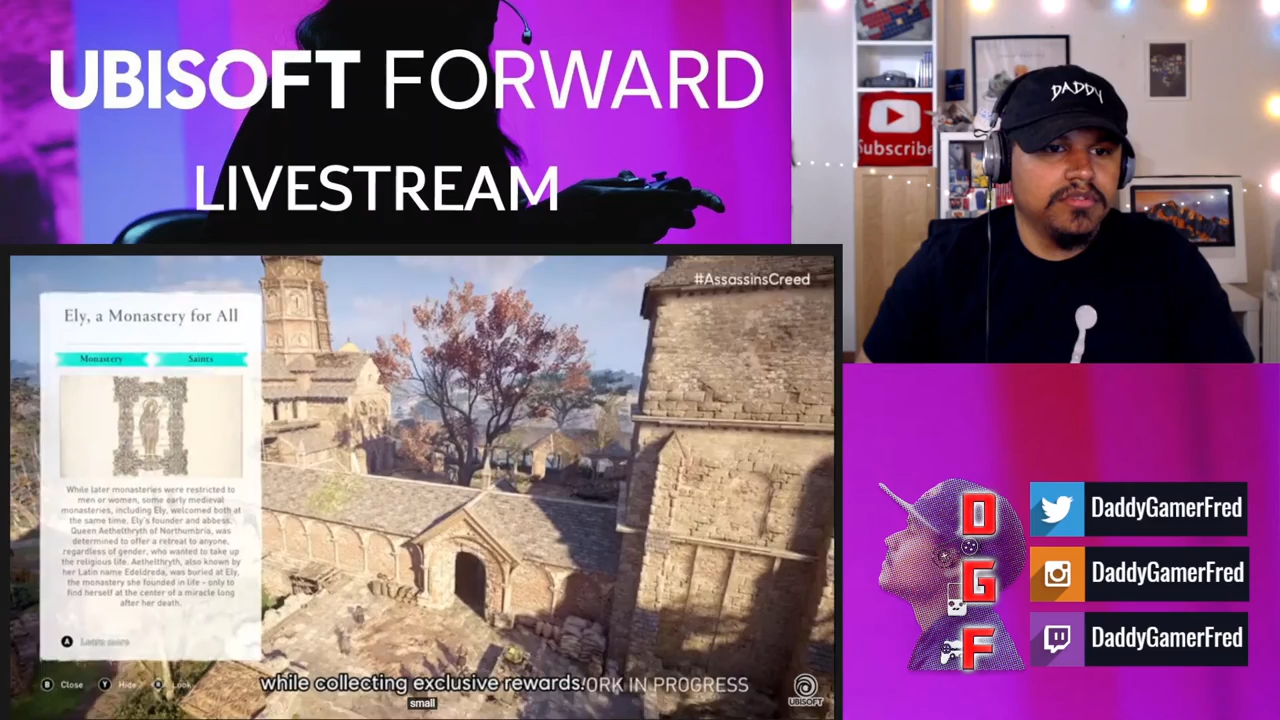 UBISOFT FORWARD
LIVESTREAM
DADDY
Subscribe
#AssassinsCreed
Ely, a Monastery for All
Monastery
Saints
While later monasteries were restricted to
men or women, some early medieval
monasteries, including Ely, welcomed both at
the same time. Ely's founder and abbess,
Queen Aethelthryth of Northumbria, was
determined to offer a retreat to anyone,
regardless of gender, who wanted to take up
the religious life. Aethelthryth, also known by
her Latin name Edeldreda, was buried at Ely,
the monastery she founded in life - only to
find herself at the center of a miracle long
after her death.
A Learn more
B Close
Y Hide
R Look
while collecting exclusive rewards!
ORK IN PROGRESS
small
UBISOFT
D
G
F
DaddyGamerFred
DaddyGamerFred
DaddyGamerFred